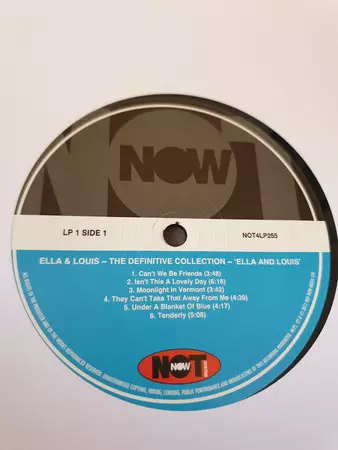 NOT
NOW
LP 1 SIDE 1
NOT4LP255
ELLA & LOUIS ~ THE DEFINITIVE COLLECTION ~ 'ELLA AND LOUIS'
1. Can't We Be Friends (3:48)
2. Isn't This A Lovely Day (6:16)
3. Moonlight in Vermont (3:42)
4. They Can't Take That Away From Me (4:39)
5. Under A Blanket Of Blue (4:17)
6. Tenderly (5:08)
NOT
NOW